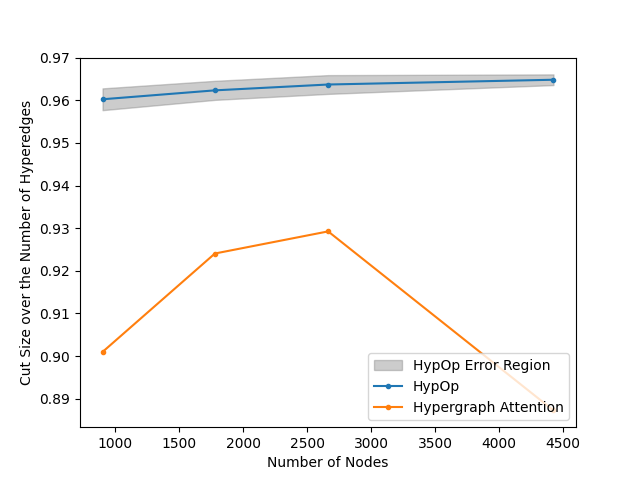 0.97
0.96
0.95
0.94
0.93
0.92
0.91
0.90
0.89
Cut Size over the Number of Hyperedges
HypOp Error Region
HypOp
Hypergraph Attention
1000 1500 2000 2500 3000 3500 4000 4500
Number of Nodes